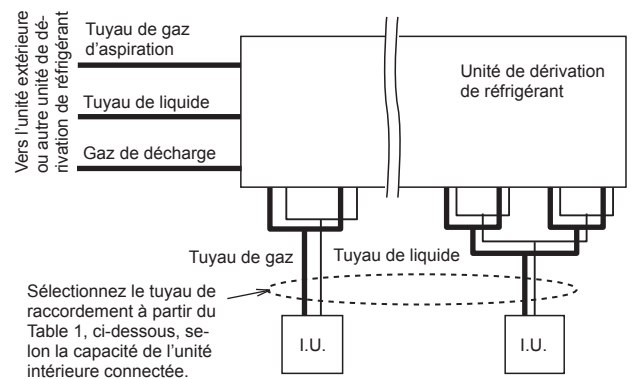 Vers l'unité extérieure
ou autre unité de dé-
rivation de réfrigérant
Tuyau de gaz
d'aspiration
Tuyau de liquide
Gaz de décharge
Unité de dérivation
de réfrigérant
Tuyau de gaz
Tuyau de liquide
Sélectionnez le tuyau de
raccordement à partir du
Table 1, ci-dessous, se-
lon la capacité de l'unité
intérieure connectée.
I.U.
I.U.